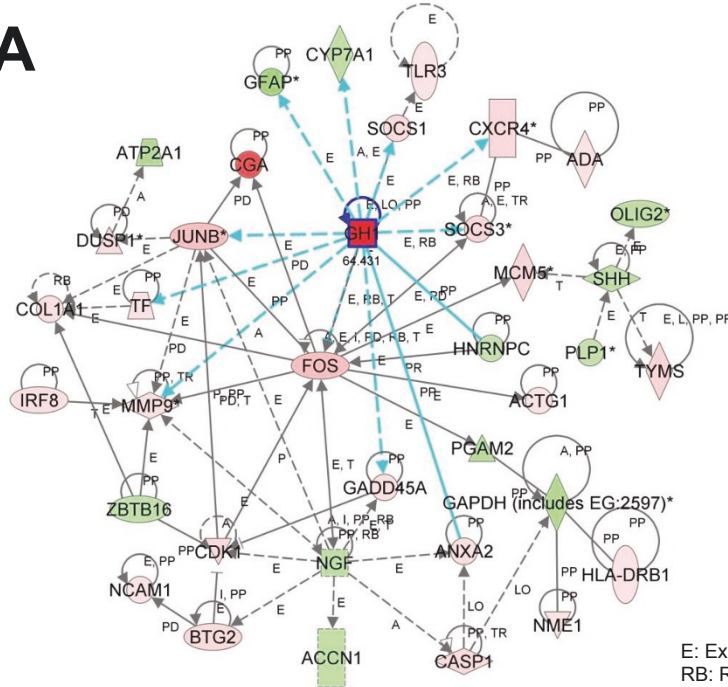 A
PP
GFAP*
CYP7A1
E
TLR3
SOCS1
E
PP
CXCR4*
PP
ADA
PP
ATP2A1
PP
CGA
A, E
E
E
E, RB
PP
A, E, TR
E, LO, PP
GH1
64.431
SOCS3*
E, RB
OLIG2*
A
PD
DUSP1*
E
JUNB*
PD
E
PD
PP
E, PP
E
SHH
MCM5*
T
RB
COL1A1
E
PP
TF
E
E
PD
A
E, RB, T
E, PD
PP
E
A, E, I, PD, RB, T
PP
HNRNPC
E
PLP1*
E
T
E, L, PP, PR
TYMS
PP
IRF8
PP, TR
MMP9*
T
E
P, PP
PD, T
E
FOS
E
PR
PP
E
PP
ACTG1
PGAM2
E
PP
ZBTB16
P
E
E, T
PP
GADD45A
A, PP
GAPDH (includes EG:2597)*
PP
A
PP
CDK1
A, I, PP, RB
PP, RB
E, T
NGF
E
E
PP
ANXA2
PP
PP
HLA-DRB1
E, PP
NCAM1
PD
I, PP
E
BTG2
E
E
ACCN1
A
LO
LO
PP, TR
CASP1
PP
PP
NME1
E: Ex
RB: R